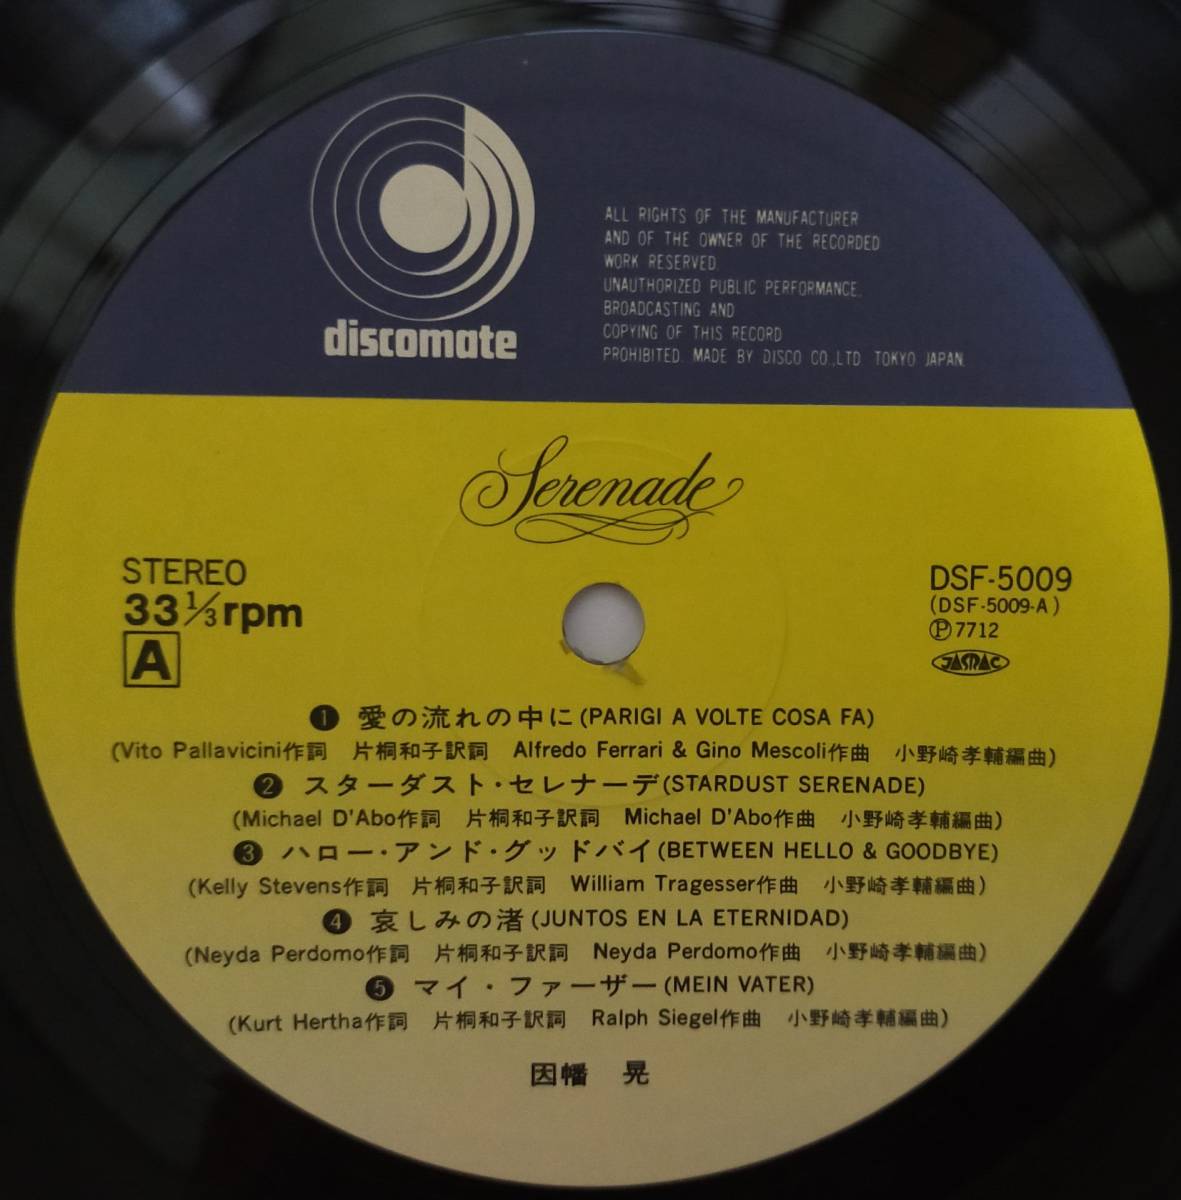 discomate
ALL RIGHTS OF THE MANUFACTURER
AND OF THE OWNER OF THE RECORDED
WORK RESERVED.
UNAUTHORIZED PUBLIC PERFORMANCE.
BROADCASTING AND
COPYING OF THIS RECORD
PROHIBITED. MADE BY DISCO CO.,LTD TOKYO JAPAN.
Serenade
STEREO
33 1/3 rpm
A
DSF-5009
(DSF-5009-A)
Ⓟ7712
JASRAC
❶ 愛の流れの中に(PARIGI A VOLTE COSA FA)
(Vito Pallavicini作詞 片桐和子訳詞 Alfredo Ferrari & Gino Mescoli作曲 小野崎孝輔編曲)
❷ スターダスト・セレナーデ(STARDUST SERENADE)
(Michael D'Abo作詞 片桐和子訳詞 Michael D'Abo作曲 小野崎孝輔編曲)
❸ ハロー・アンド・グッドバイ(BETWEEN HELLO & GOODBYE)
(Kelly Stevens作詞 片桐和子訳詞 William Tragesser作曲 小野崎孝輔編曲)
❹ 哀しみの渚(JUNTOS EN LA ETERNIDAD)
(Neyda Perdomo作詞 片桐和子訳詞 Neyda Perdomo作曲 小野崎孝輔編曲)
❺ マイ・ファーザー(MEIN VATER)
(Kurt Hertha作詞 片桐和子訳詞 Ralph Siegel作曲 小野崎孝輔編曲)
因幡 晃